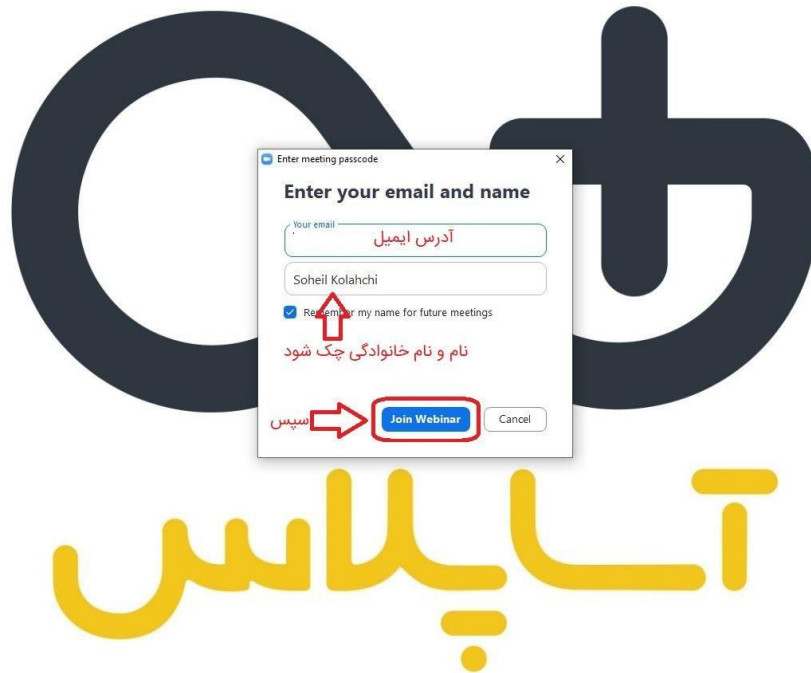 Enter meeting passcode
Enter your email and name
Your email
آدرس ایمیل
Soheil Kolahchi
Remember my name for future meetings
نام و نام خانوادگی چک شود
سپس
Join Webinar
Cancel
آساپلاس